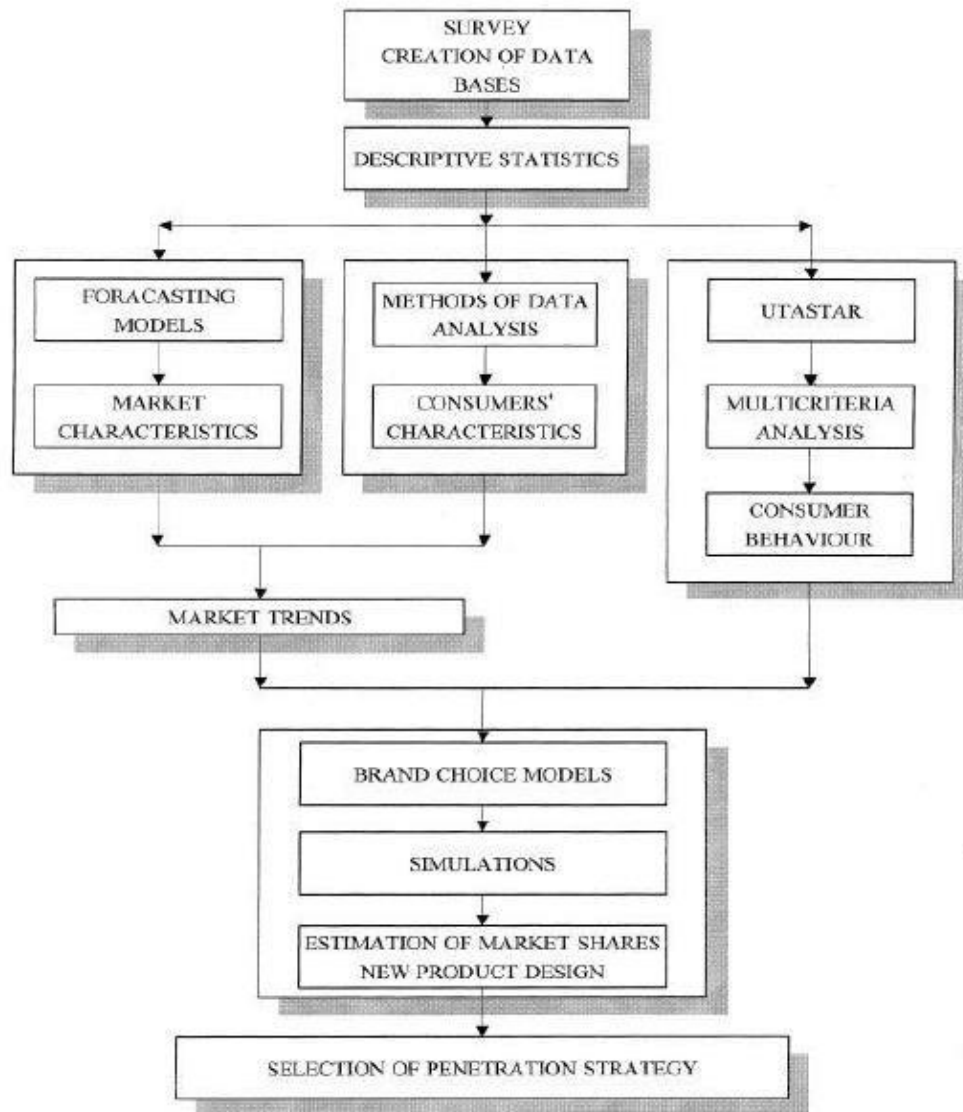 SURVEY
CREATION OF DATA
BASES
DESCRIPTIVE STATISTICS
FORACASTING
MODELS
MARKET
CHARACTERISTICS
METHODS OF DATA
ANALYSIS
CONSUMERS'
CHARACTERISTICS
UTASTAR
MULTICRITERIA
ANALYSIS
CONSUMER
BEHAVIOUR
MARKET TRENDS
BRAND CHOICE MODELS
SIMULATIONS
ESTIMATION OF MARKET SHARES
NEW PRODUCT DESIGN
SELECTION OF PENETRATION STRATEGY